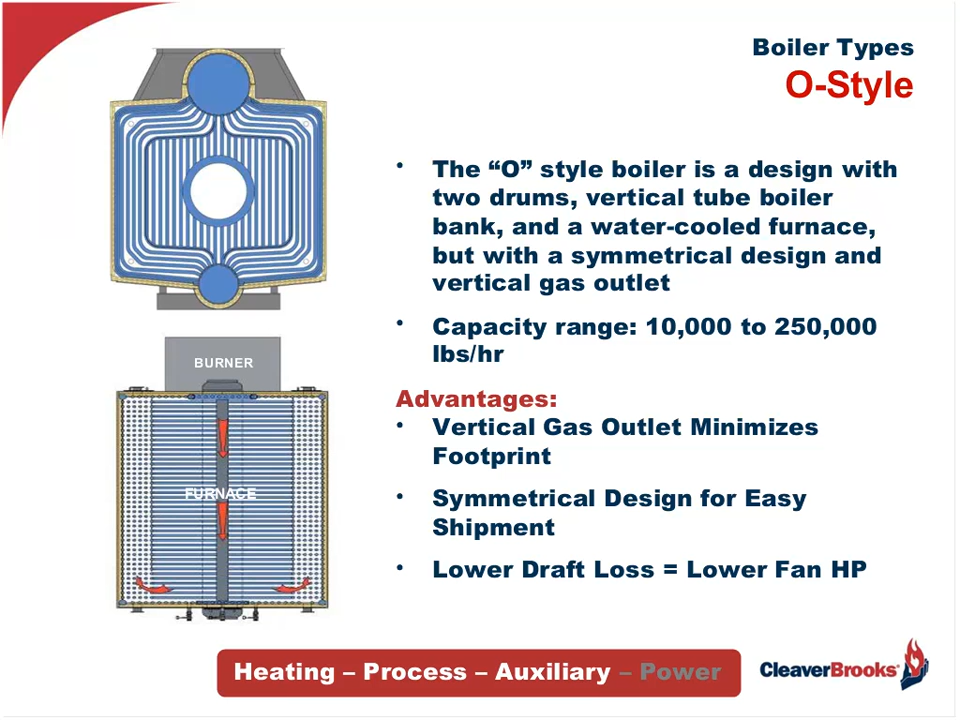 Boiler Types
O-Style
• The “O” style boiler is a design with
two drums, vertical tube boiler
bank, and a water-cooled furnace,
but with a symmetrical design and
vertical gas outlet
• Capacity range: 10,000 to 250,000
lbs/hr
Advantages:
• Vertical Gas Outlet Minimizes
Footprint
• Symmetrical Design for Easy
Shipment
• Lower Draft Loss = Lower Fan HP
BURNER
FURNACE
Heating – Process – Auxiliary – Power
CleaverBrooks